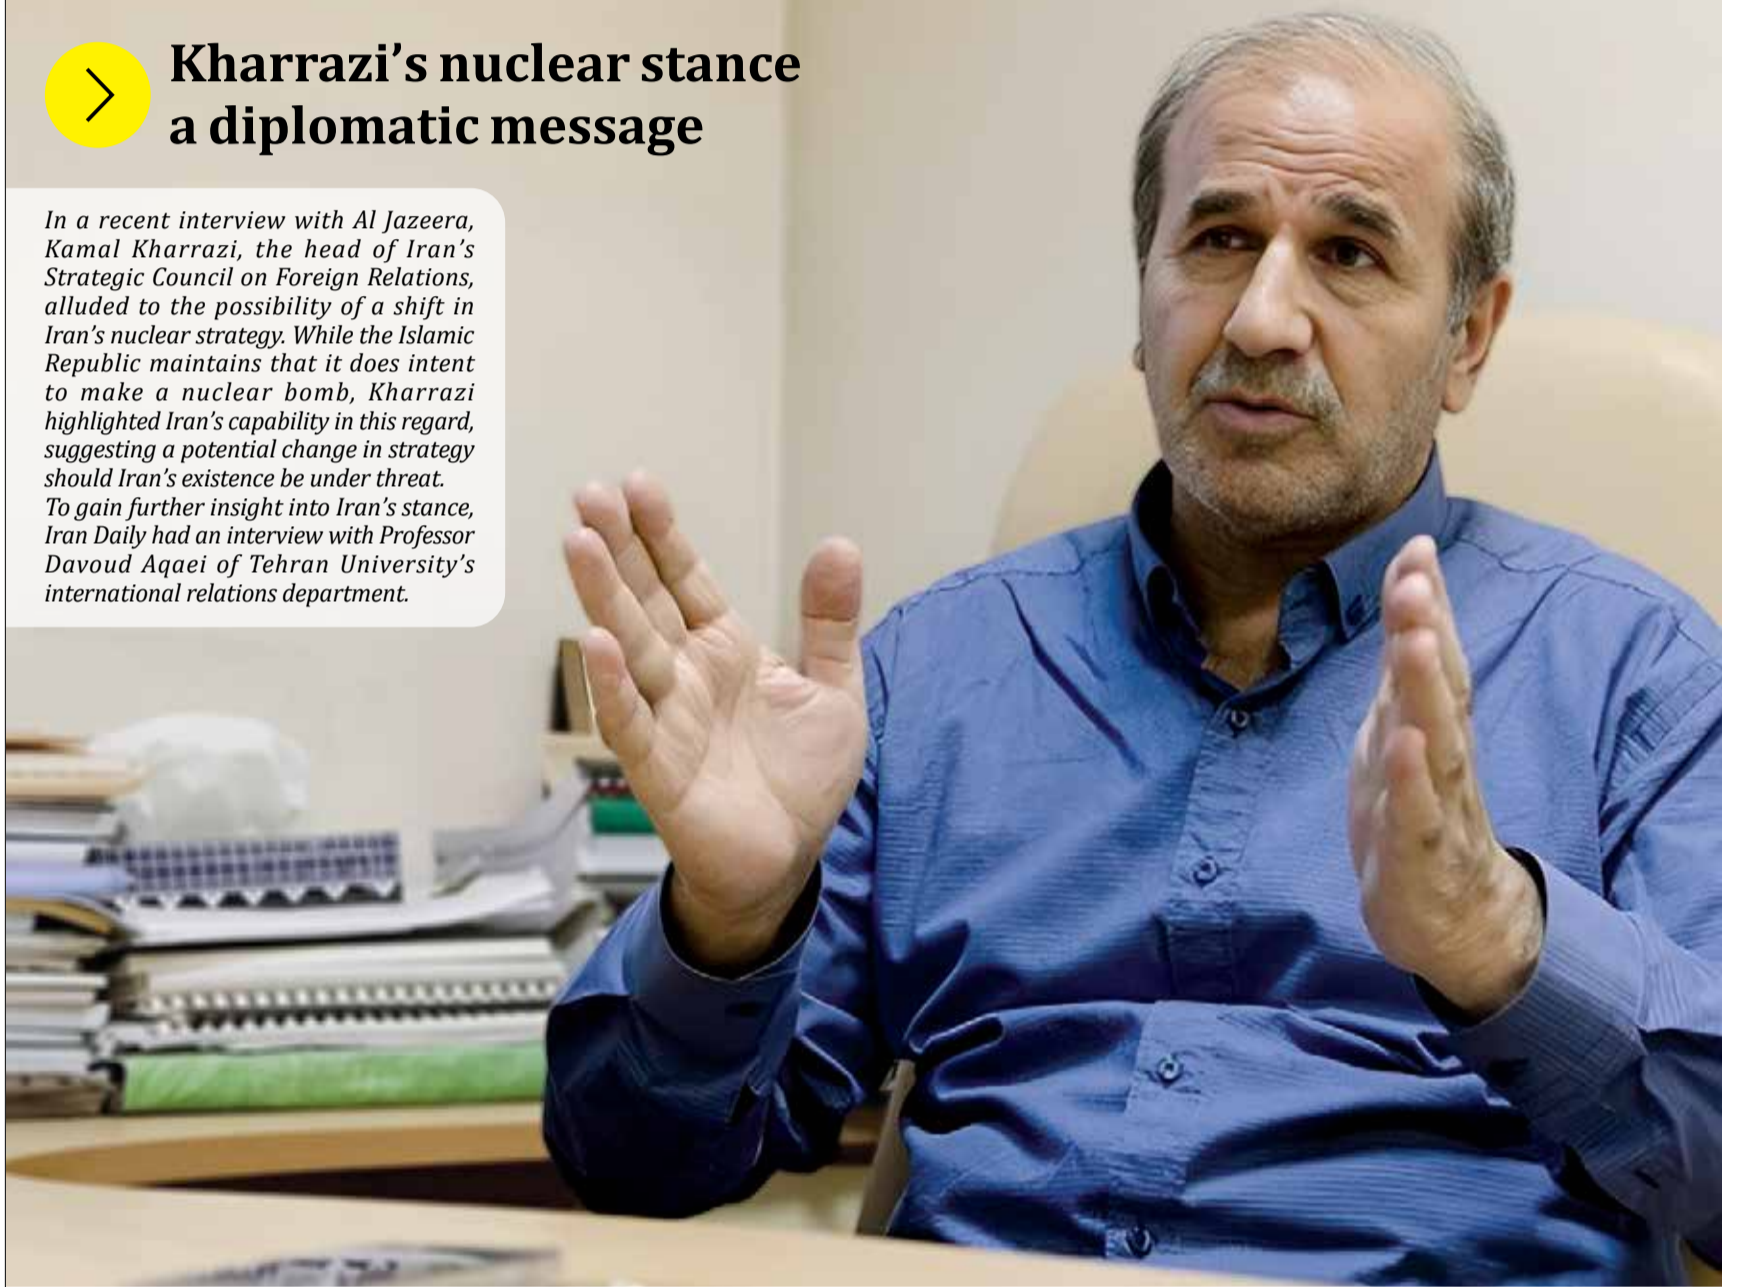 Kharrazi’s nuclear stance
a diplomatic message
In a recent interview with Al Jazeera,
Kamal Kharrazi, the head of Iran’s
Strategic Council on Foreign Relations,
alluded to the possibility of a shift in
Iran’s nuclear strategy. While the Islamic
Republic maintains that it does intent
to make a nuclear bomb, Kharrazi
highlighted Iran’s capability in this regard,
suggesting a potential change in strategy
should Iran’s existence be under threat.
To gain further insight into Iran’s stance,
Iran Daily had an interview with Professor
Davoud Aqaei of Tehran University’s
international relations department.